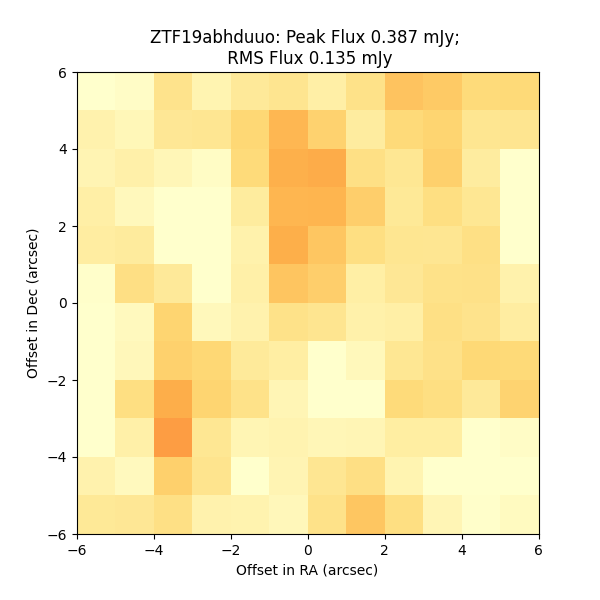 ZTF19abhduuo: Peak Flux 0.387 mJy;
RMS Flux 0.135 mJy
6
4
2
0
−2
−4
−6
Offset in Dec (arcsec)
−6 −4 −2 0 2 4 6
Offset in RA (arcsec)